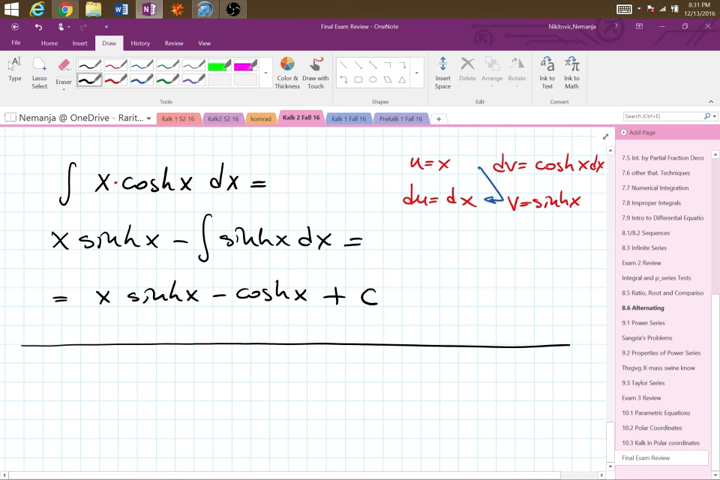 8:31 PM
12/13/2016
Final Exam Review - OneNote
Nikitovic,Nemanja
File Home Insert Draw History Review View
Type
Lasso Select
Eraser
Color & Thickness
Draw with Touch
Insert Space
Delete
Arrange
Rotate
Ink to Text
Ink to Math
Tools
Shapes
Edit
Convert
Nemanja @ OneDrive - Rarit...
Kalk 1 S2 16
Kalk2 S2 16
komrad
Kalk 2 Fall 16
Kalk 1 Fall 16
PreKalk 1 Fall 16
+
Search (Ctrl+E)
∫ x·coshx dx =
u=x dv= coshxdx
du=dx v=sinhx
x sinhx − ∫ sinhx dx =
= x sinhx − coshx + C
Add Page
7.5 Int. by Partial Fraction Deco
7.6 other that. Techniques
7.7 Numerical Integration
7.8 Improper Integrals
7.9 Intro to Differential Equatio
8.1/8.2 Sequences
8.3 Infinite Series
Exam 2 Review
Integral and p_series Tests
8.5 Ratio, Root and Compariso
8.6 Alternating
9.1 Power Series
Sangria's Problems
9.2 Properties of Power Series
Thxgvg X-mass swine know
9.3 Taylor Series
Exam 3 Review
10.1 Parametric Equations
10.2 Polar Coordinates
10.3 Kalk in Polar coordinates
Final Exam Review